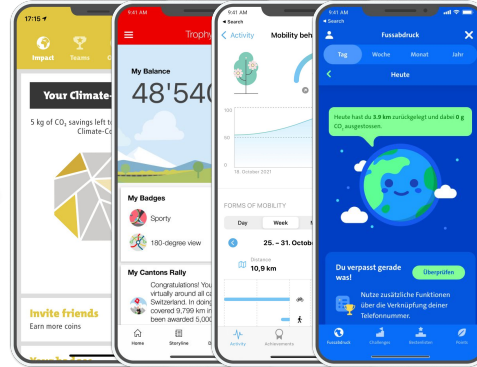 17:15
Impact
Teams
Your Climate-
5 kg of CO₂ savings left t
Climate-Co
Invite friends
Earn more coins
9:41 AM
Search
Trophy
My Balance
48'540
My Badges
Sporty
180-degree view
My Cantons Rally
Congratulations! You
virtually around all ca
Switzerland. In doing
covered 9,799 km in
been awarded 5,000
Home
Storyline
9:41 AM
Search
Activity
Mobility beh
100
50
0
18. October 2021
FORMS OF MOBILITY
Day
Week
25. – 31. Octob
Distance
10,9 km
Activity
Achievements
9:41 AM
Search
Fussabdruck
Tag
Woche
Monat
Jahr
Heute
Heute hast du 3.9 km zurückgelegt und dabei 0 g
CO₂ ausgestossen.
Du verpasst gerade
was!
Überprüfen
Nutze zusätzliche Funktionen
über die Verknüpfung deiner
Telefonnummer.
Fussabdruck
Challenges
Bestenlisten
Points